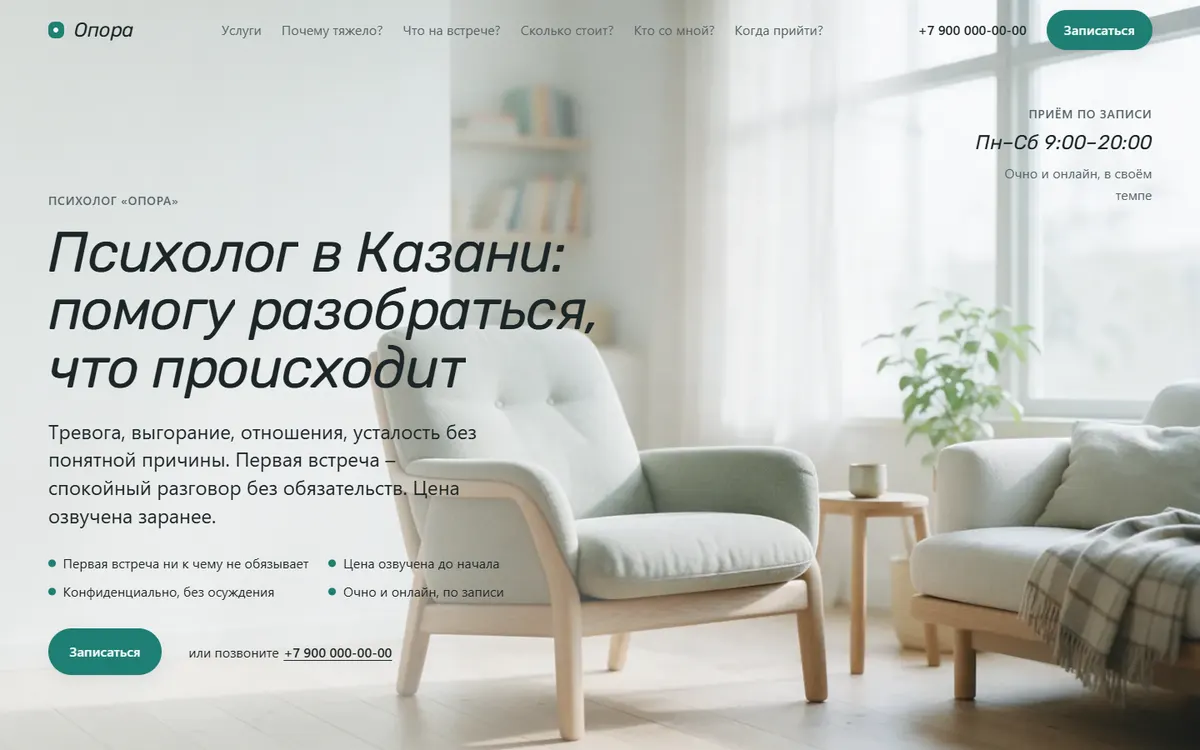 Опора
Услуги Почему тяжело? Что на встрече? Сколько стоит? Кто со мной? Когда прийти?
+7 900 000-00-00 Записаться
ПРИЁМ ПО ЗАПИСИ
Пн–Сб 9:00–20:00
Очно и онлайн, в своём
темпе
ПСИХОЛОГ «ОПОРА»
Психолог в Казани:
помогу разобраться,
что происходит
Тревога, выгорание, отношения, усталость без
понятной причины. Первая встреча –
спокойный разговор без обязательств. Цена
озвучена заранее.
Первая встреча ни к чему не обязывает
Цена озвучена до начала
Конфиденциально, без осуждения
Очно и онлайн, по записи
Записаться
или позвоните +7 900 000-00-00